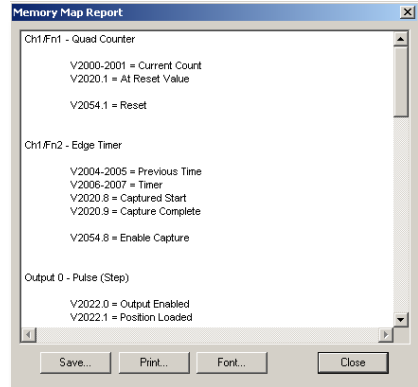 Memory Map Report
Ch1/Fn1 - Quad Counter
V2000-2001 = Current Count
V2020.1 = At Reset Value
V2054.1 = Reset
Ch1/Fn2 - Edge Timer
V2004-2005 = Previous Time
V2006-2007 = Timer
V2020.8 = Captured Start
V2020.9 = Capture Complete
V2054.8 = Enable Capture
Output 0 - Pulse (Step)
V2022.0 = Output Enabled
V2022.1 = Position Loaded
Save... Print... Font... Close